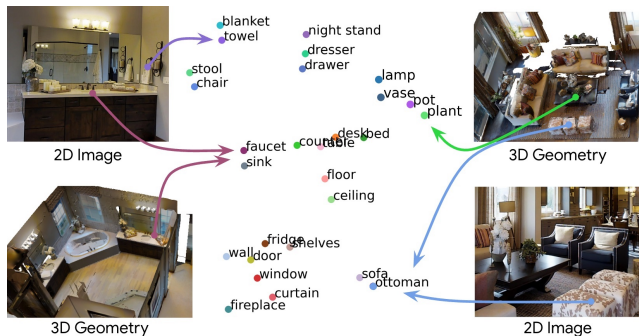 blanket
towel
night stand
dresser
drawer
stool
chair
lamp
vase
pot
plant
2D Image
3D Geometry
faucet
sink
counter
table
desk
bed
floor
ceiling
fridge
shelves
wall
door
window
curtain
fireplace
sofa
ottoman
3D Geometry
2D Image